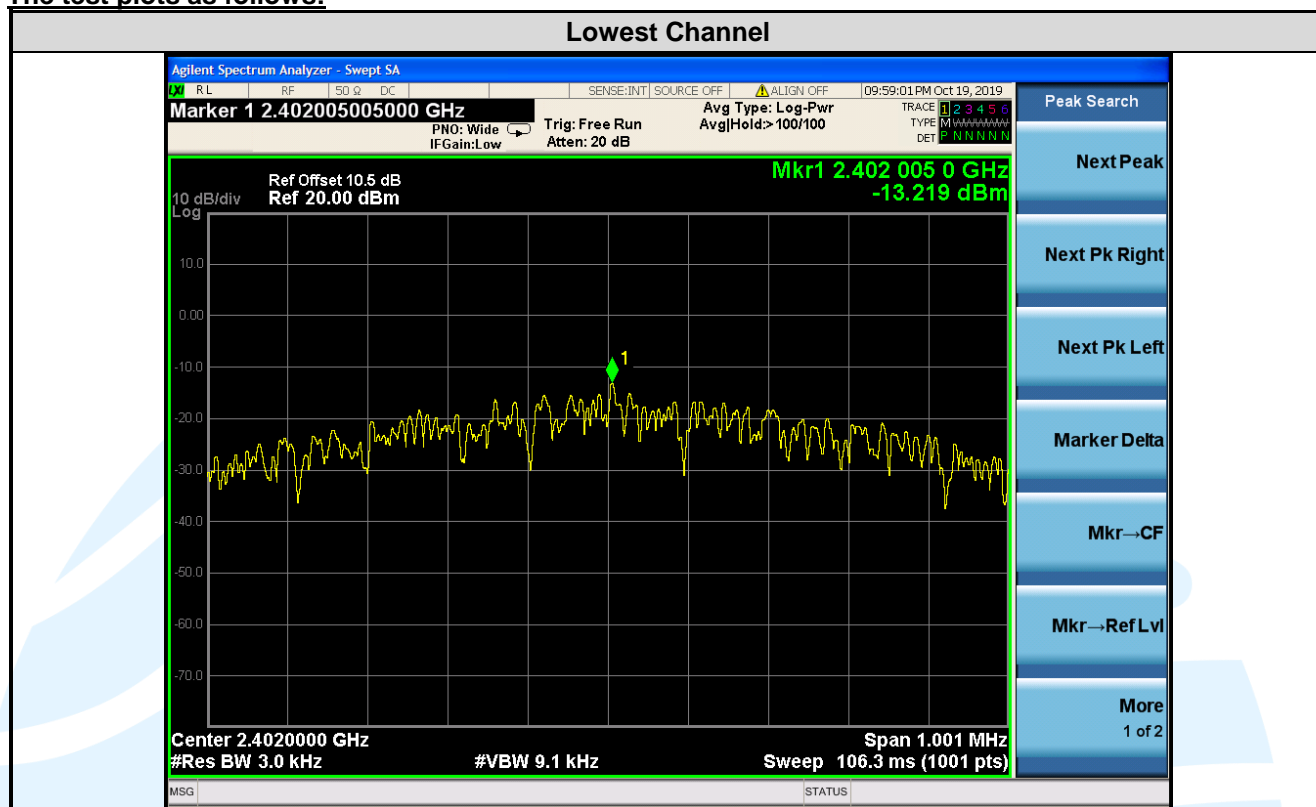 The test plots as follows:
Lowest Channel
Agilent Spectrum Analyzer - Swept SA
LXI RL RF 50 Ω DC SENSE:INT SOURCE OFF ALIGN OFF 09:59:01 PM Oct 19, 2019
Marker 1 2.402005005000 GHz
PNO: Wide
IFGain:Low
Trig: Free Run
Atten: 20 dB
Avg Type: Log-Pwr
Avg|Hold:> 100/100
TRACE 1 2 3 4 5 6
TYPE M WWWWW
DET P N N N N N
Peak Search
Next Peak
Next Pk Right
Next Pk Left
Marker Delta
Mkr→CF
Mkr→Ref Lvl
More
1 of 2
Mkr1 2.402 005 0 GHz
-13.219 dBm
Ref Offset 10.5 dB
10 dB/div Ref 20.00 dBm
Log
10.0
0.00
-10.0
-20.0
-30.0
-40.0
-50.0
-60.0
-70.0
1
Center 2.4020000 GHz Span 1.001 MHz
#Res BW 3.0 kHz #VBW 9.1 kHz Sweep 106.3 ms (1001 pts)
MSG STATUS